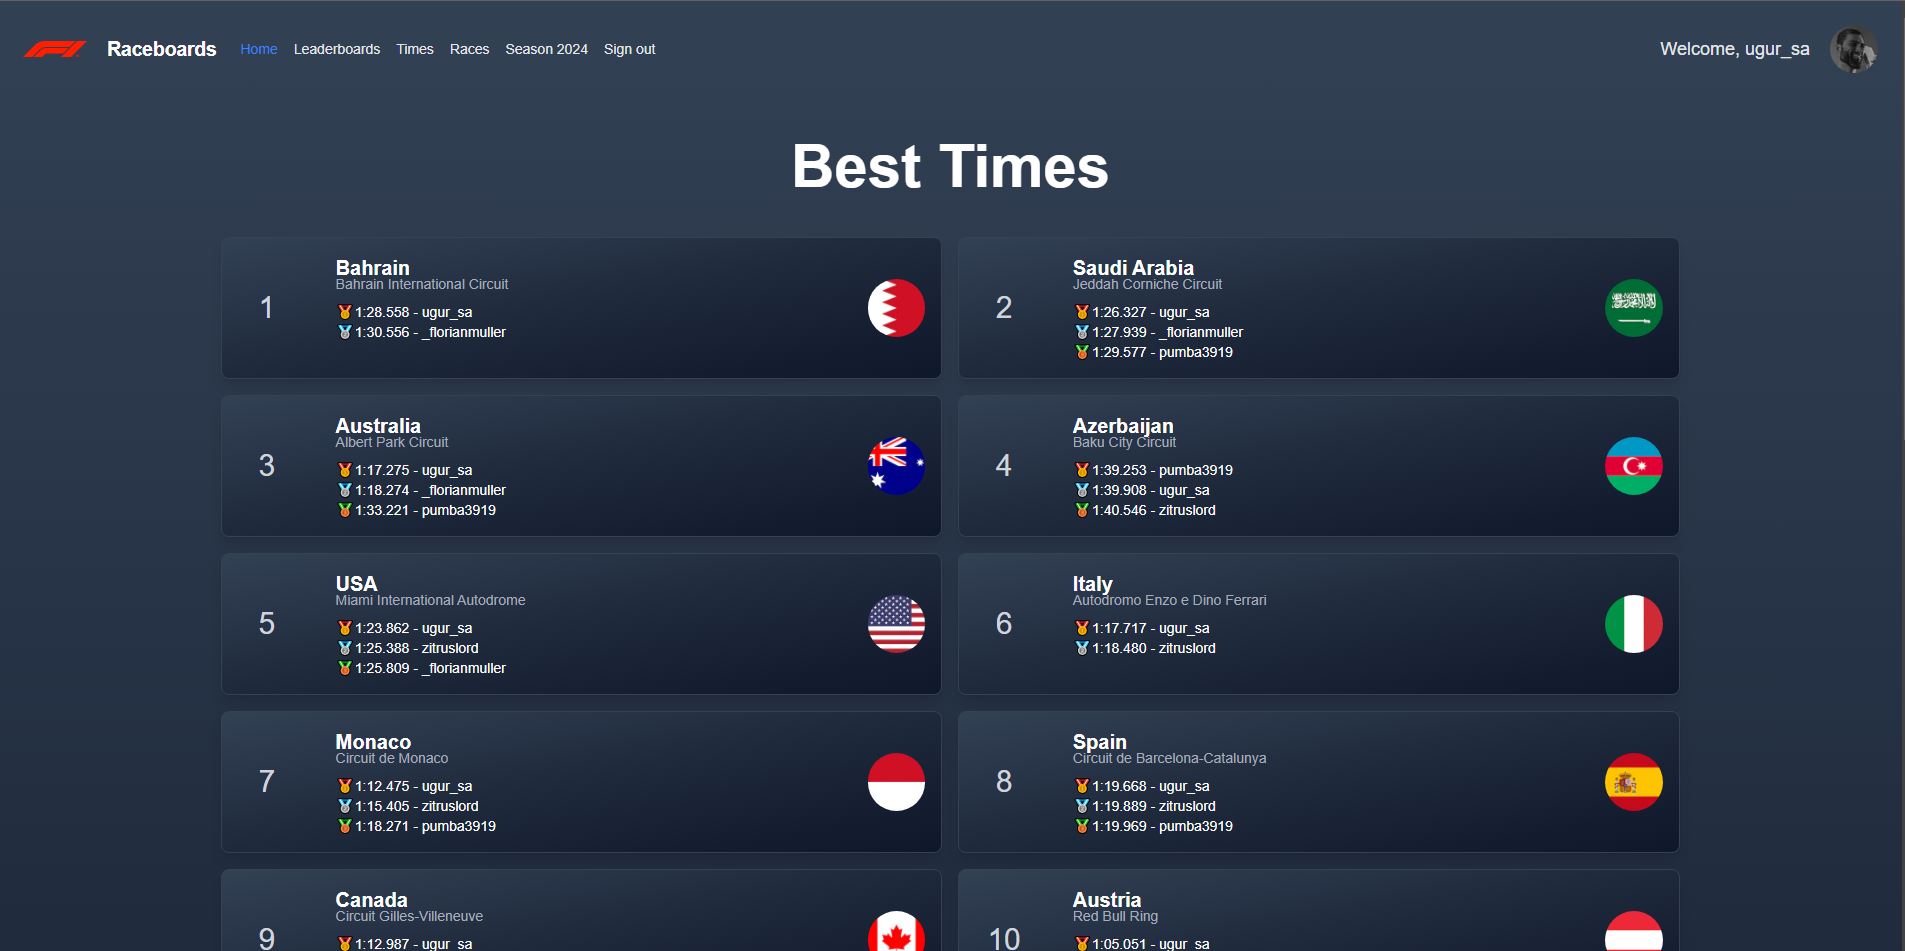 F1 Raceboards Home Leaderboards Times Races Season 2024 Sign out Welcome, ugur_sa
Best Times
1
Bahrain
Bahrain International Circuit
🥇 1:28.558 - ugur_sa
🥈 1:30.556 - _florianmuller
2
Saudi Arabia
Jeddah Corniche Circuit
🥇 1:26.327 - ugur_sa
🥈 1:27.939 - _florianmuller
🥉 1:29.577 - pumba3919
3
Australia
Albert Park Circuit
🥇 1:17.275 - ugur_sa
🥈 1:18.274 - _florianmuller
🥉 1:33.221 - pumba3919
4
Azerbaijan
Baku City Circuit
🥇 1:39.253 - pumba3919
🥈 1:39.908 - ugur_sa
🥉 1:40.546 - zitruslord
5
USA
Miami International Autodrome
🥇 1:23.862 - ugur_sa
🥈 1:25.388 - zitruslord
🥉 1:25.809 - _florianmuller
6
Italy
Autodromo Enzo e Dino Ferrari
🥇 1:17.717 - ugur_sa
🥈 1:18.480 - zitruslord
7
Monaco
Circuit de Monaco
🥇 1:12.475 - ugur_sa
🥈 1:15.405 - zitruslord
🥉 1:18.271 - pumba3919
8
Spain
Circuit de Barcelona-Catalunya
🥇 1:19.668 - ugur_sa
🥈 1:19.889 - zitruslord
🥉 1:19.969 - pumba3919
9
Canada
Circuit Gilles-Villeneuve
🥇 1:12.987 - ugur_sa
10
Austria
Red Bull Ring
🥇 1:05.051 - ugur_sa